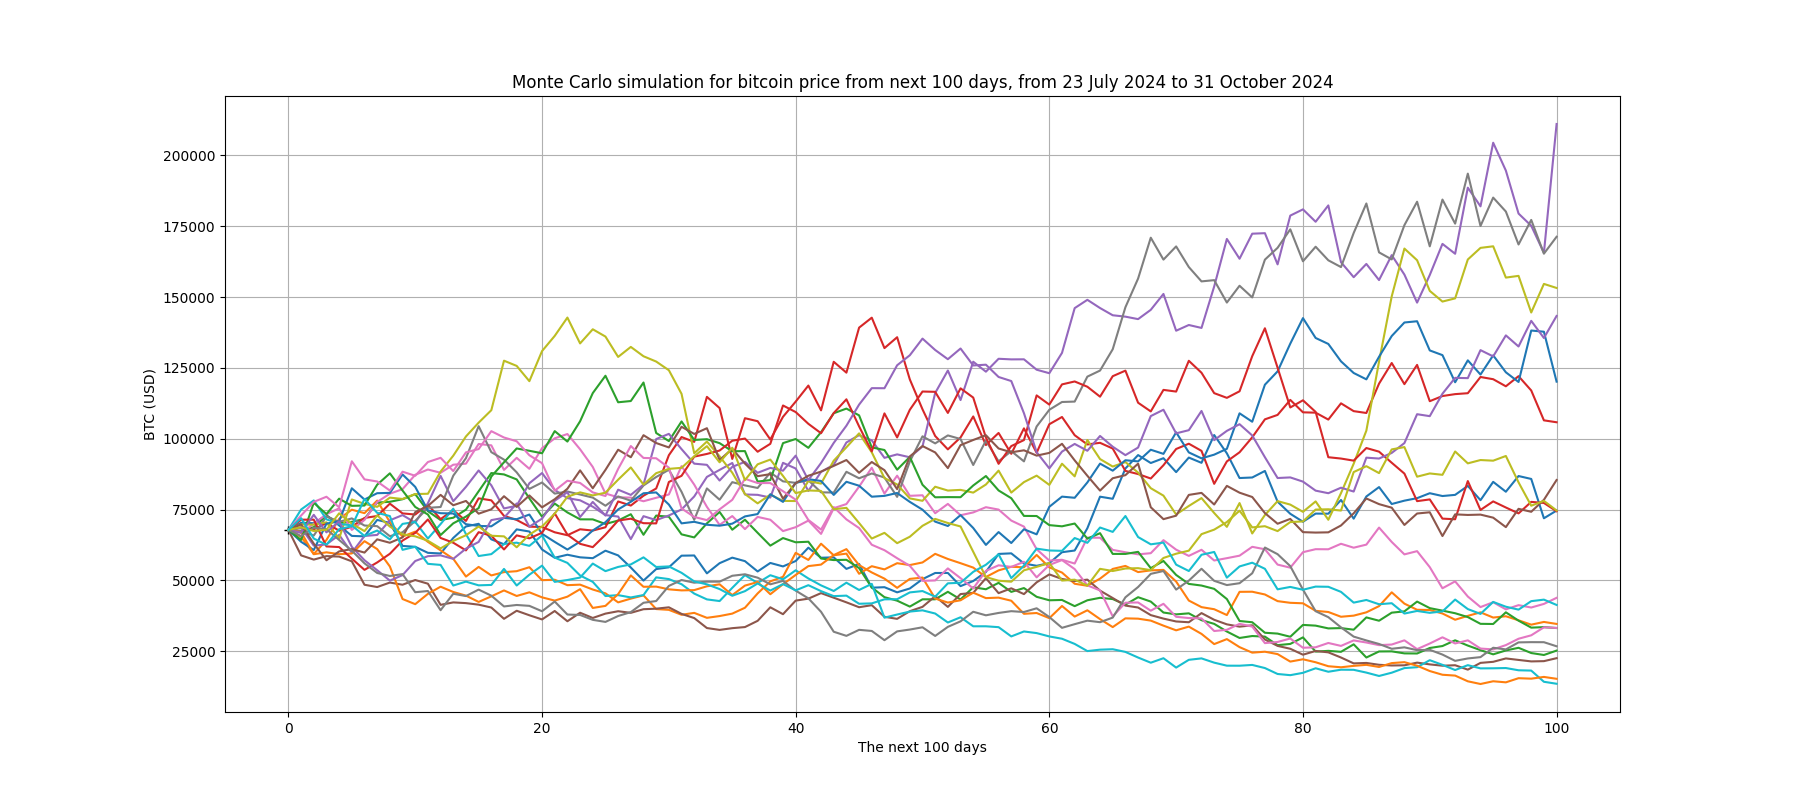 Monte Carlo simulation for bitcoin price from next 100 days, from 23 July 2024 to 31 October 2024
BTC (USD)
200000
175000
150000
125000
100000
75000
50000
25000
0 20 40 60 80 100
The next 100 days